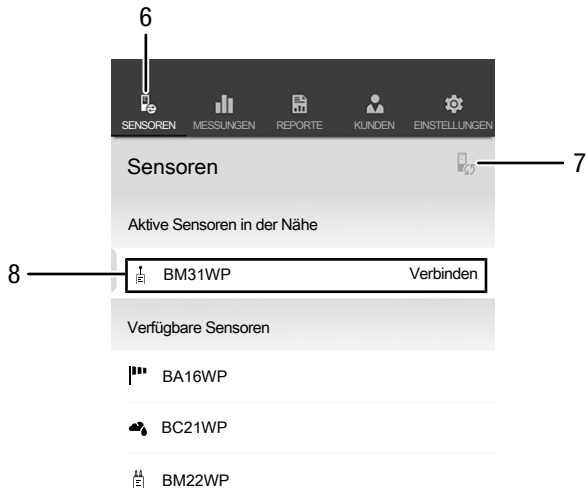 6
SENSOREN MESSUNGEN REPORTE KUNDEN EINSTELLUNGEN
Sensoren
7
Aktive Sensoren in der Nähe
8
BM31WP Verbinden
Verfügbare Sensoren
BA16WP
BC21WP
BM22WP